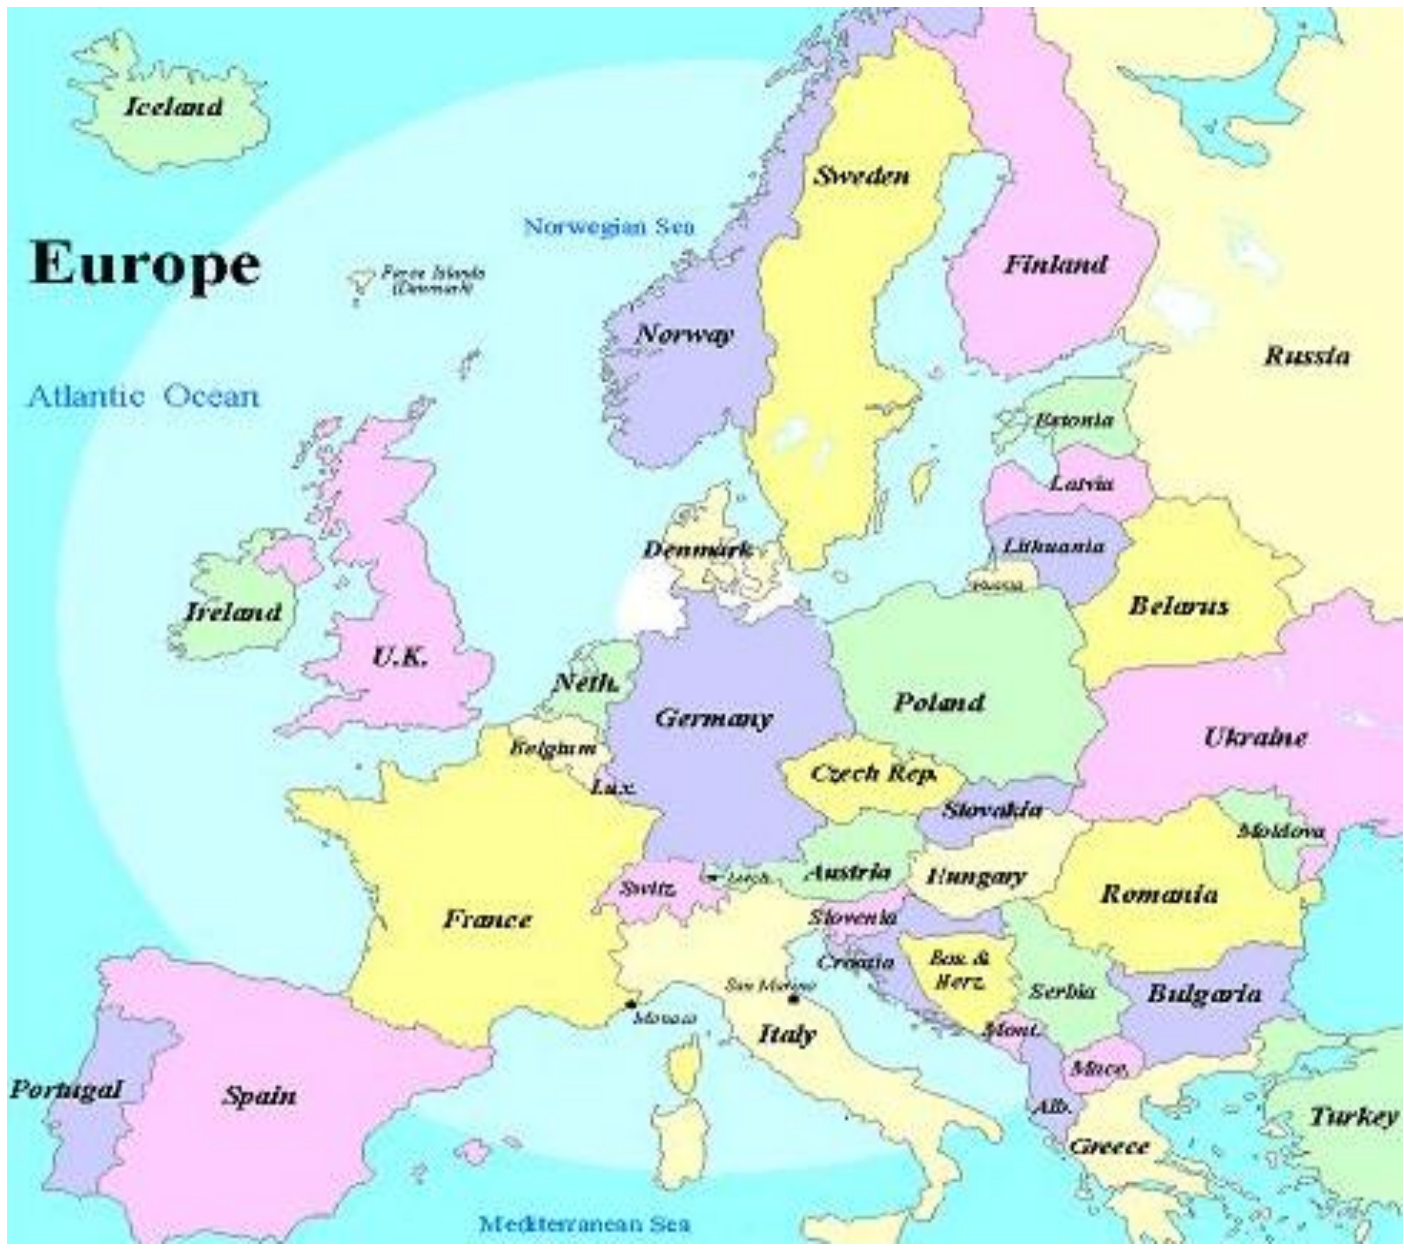 Iceland
Sweden
Norwegian Sea
Europe
Faroe Islands
(Denmark)
Finland
Norway
Russia
Atlantic Ocean
Estonia
Latvia
Lithuania
Denmark
Russia
Ireland
Belarus
U.K.
Neth.
Germany
Poland
Ukraine
Belgium
Czech Rep.
Lux.
Slovakia
Moldova
Austria
Liech.
Hungary
Switz.
Romania
France
Slovenia
Croatia
Bos. &
Herz.
San Marino
Serbia
Bulgaria
Monaco
Italy
Mont.
Mace.
Portugal
Spain
Alb.
Turkey
Greece
Mediterranean Sea